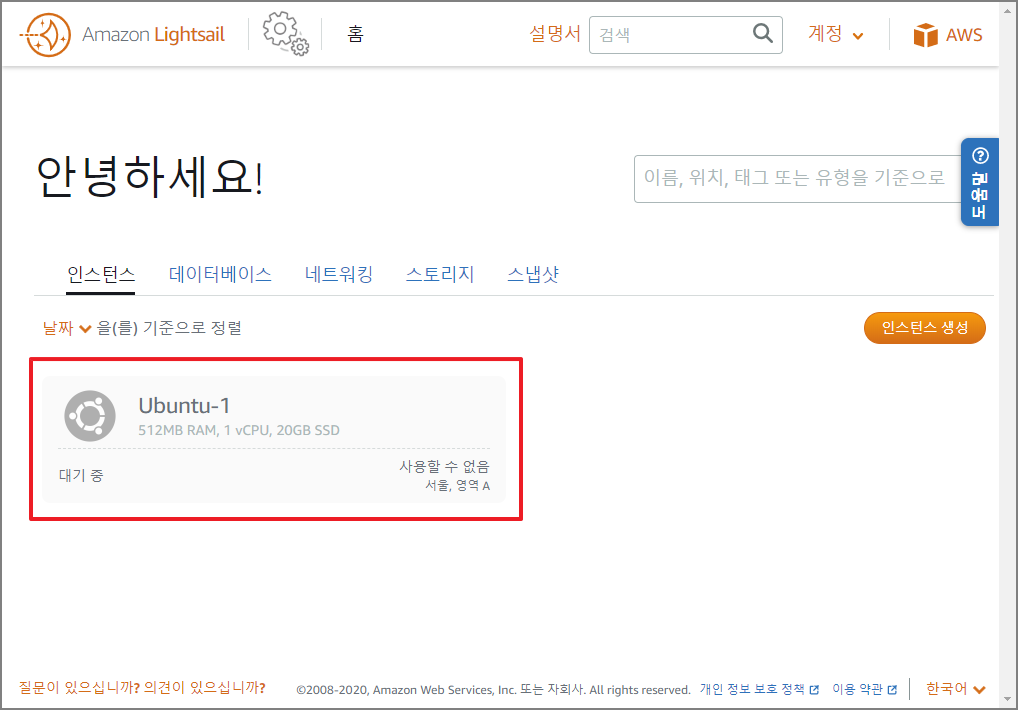 Amazon Lightsail 홈 설명서 검색 계정 AWS
안녕하세요!
이름, 위치, 태그 또는 유형을 기준으로
도움말
인스턴스 데이터베이스 네트워킹 스토리지 스냅샷
날짜 을(를) 기준으로 정렬
인스턴스 생성
Ubuntu-1
512MB RAM, 1 vCPU, 20GB SSD
대기 중
사용할 수 없음
서울, 영역 A
질문이 있으십니까? 의견이 있으십니까? ©2008-2020, Amazon Web Services, Inc. 또는 자회사. All rights reserved. 개인 정보 보호 정책 이용 약관 한국어